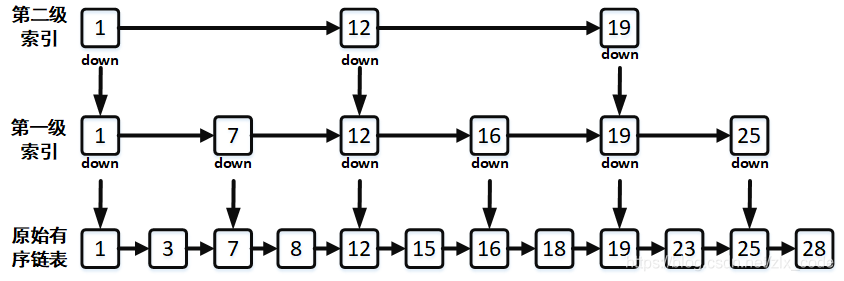 第二级
索引
1 12 19
down down down
第一级
索引
1 7 12 16 19 25
down down down down down down
原始有
序链表
1 3 7 8 12 15 16 18 19 23 25 28
https://blog.csdn.net/zlx_code